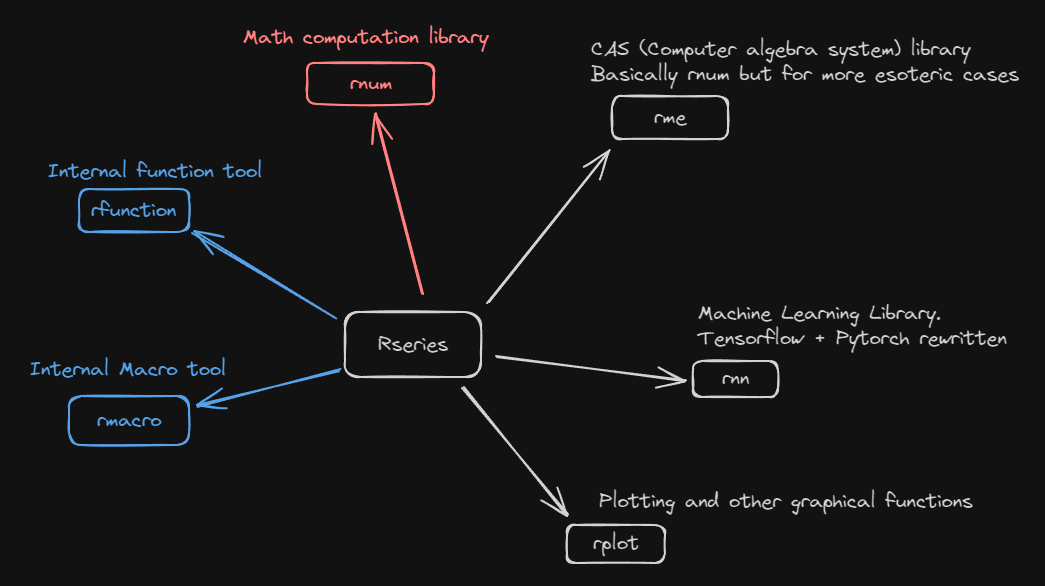 Math computation library
rnum
CAS (Computer algebra system) library
Basically rnum but for more esoteric cases
rme
Internal function tool
rfunction
Rseries
Machine Learning Library.
Tensorflow + Pytorch rewritten
rnn
Internal Macro tool
rmacro
Plotting and other graphical functions
rplot